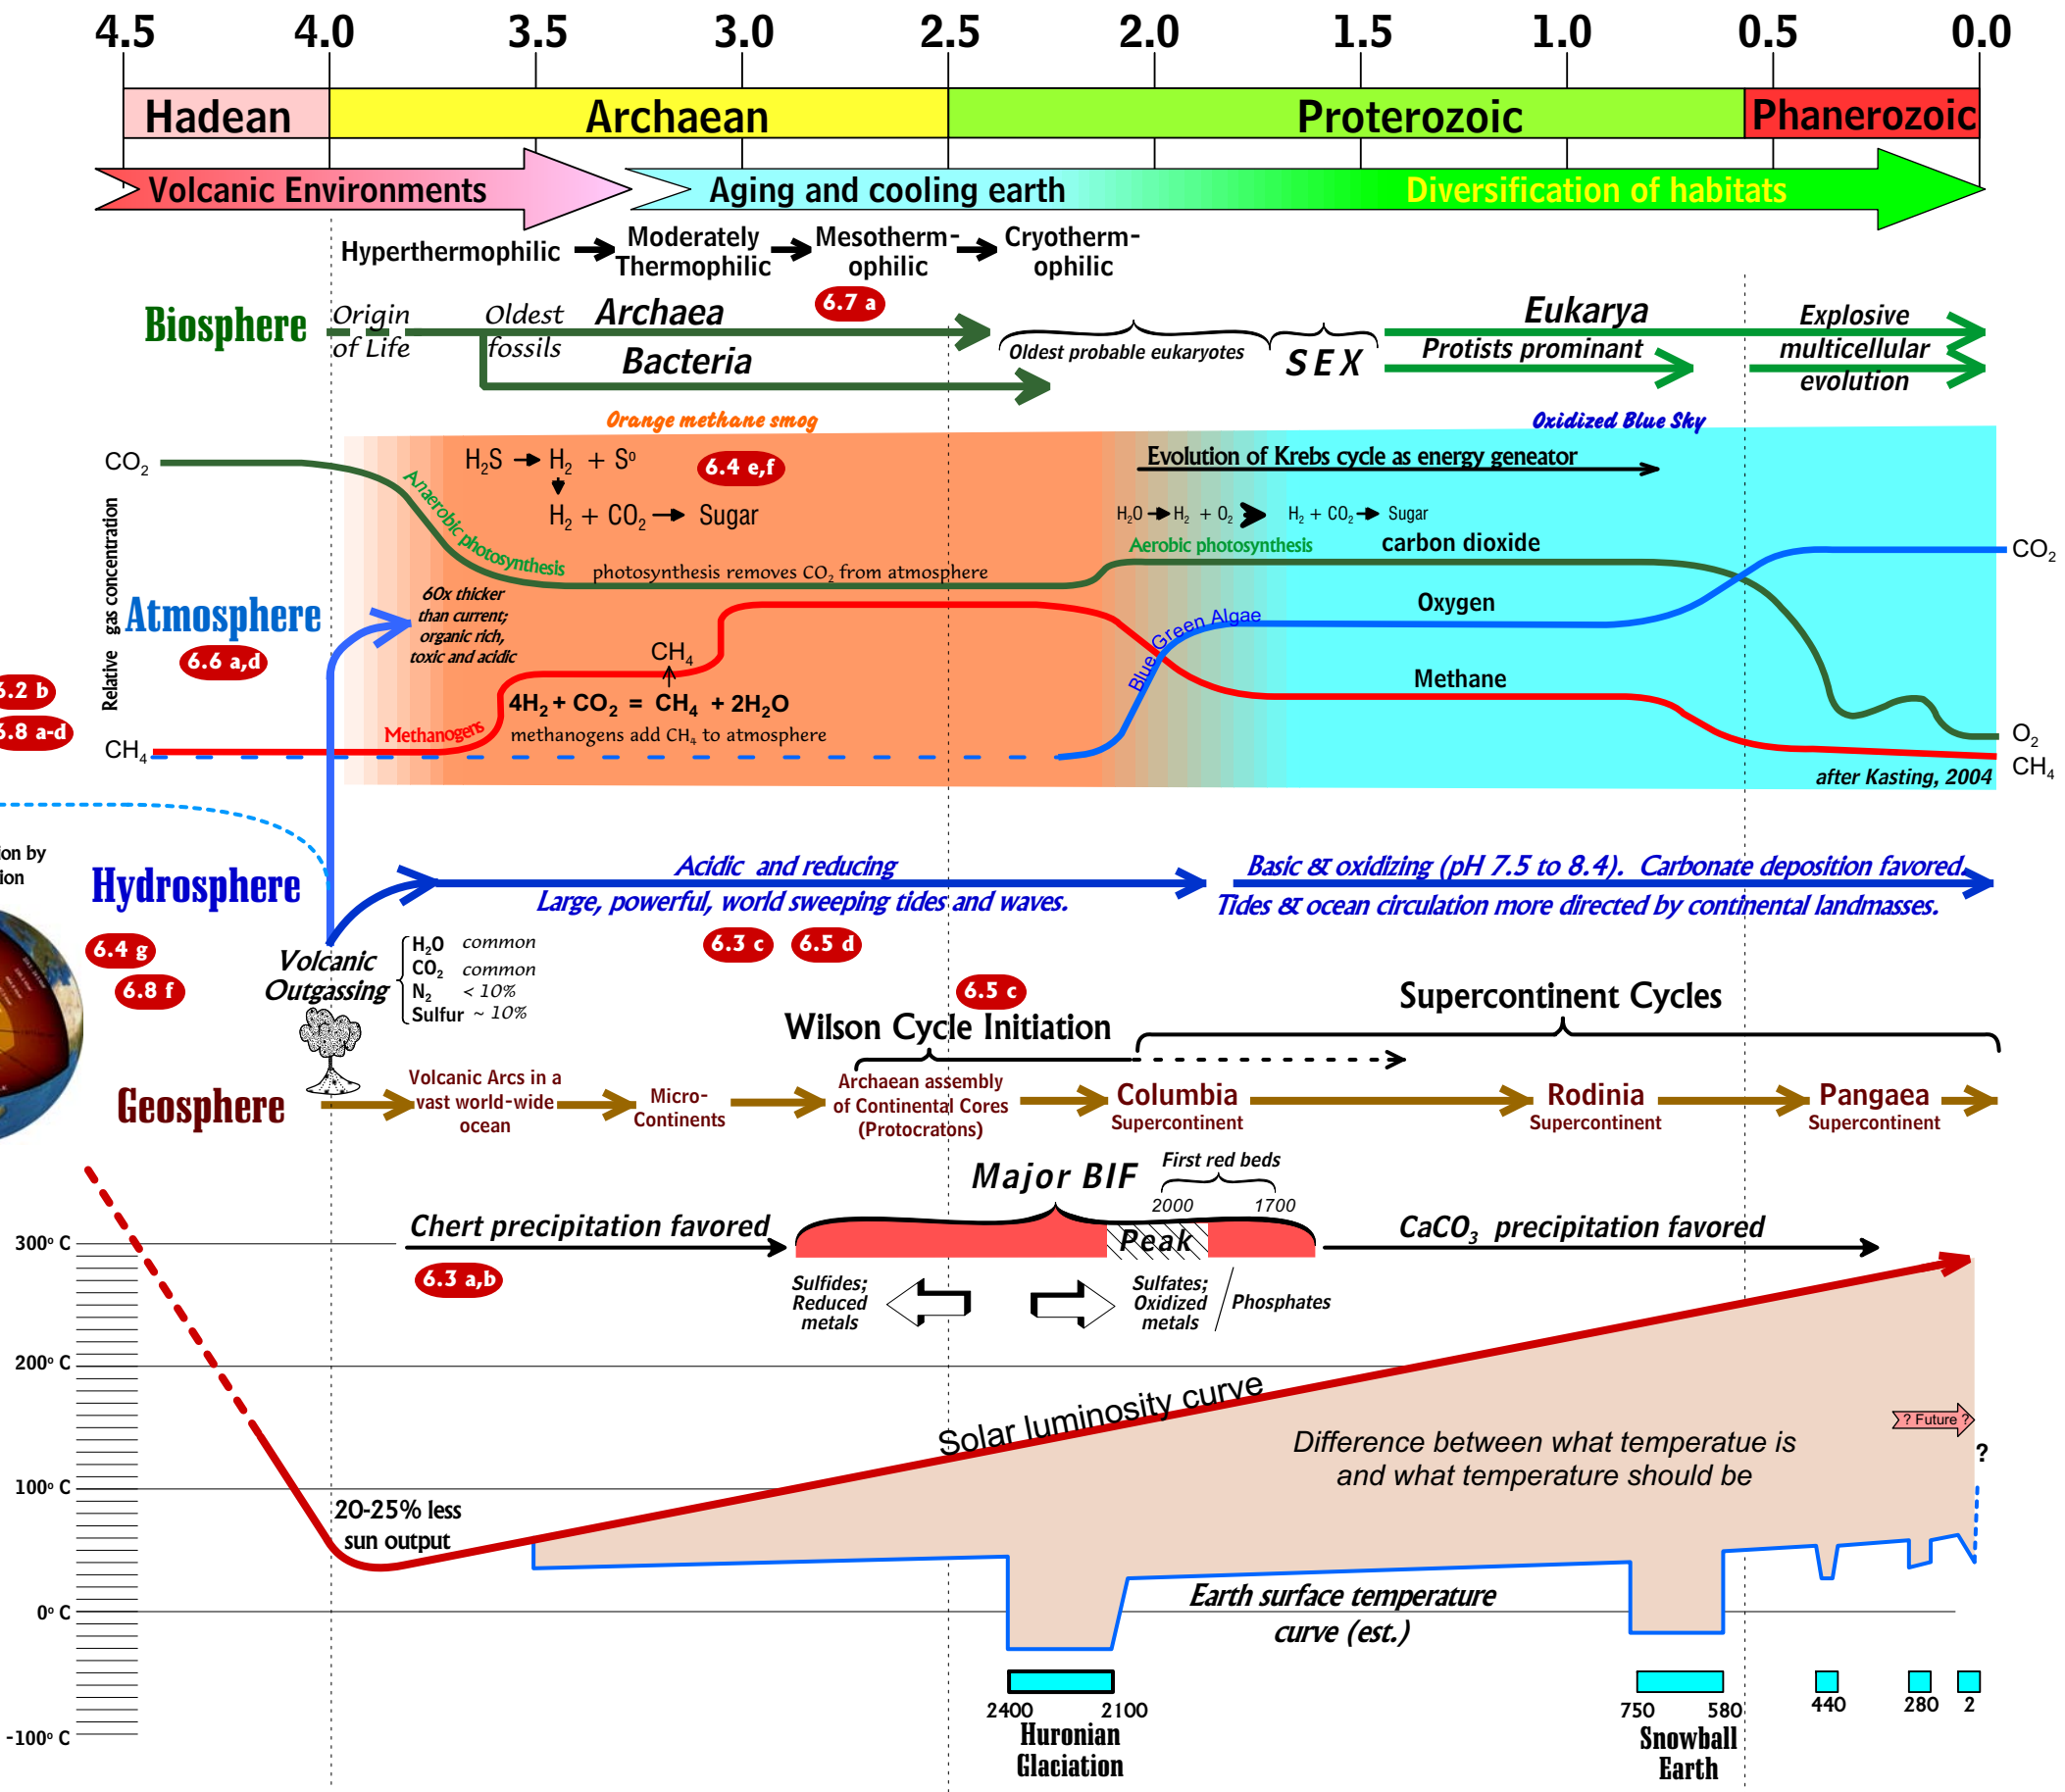 4.5 4.0 3.5 3.0 2.5 2.0 1.5 1.0 0.5 0.0
Hadean Archaean Proterozoic Phanerozoic
Volcanic Environments Aging and cooling earth Diversification of habitats
Hyperthermophilic
Moderately
Thermophilic
Mesotherm-
ophilic
Cryotherm-
ophilic
6.7 a
Biosphere
Origin
of Life
Oldest
fossils
Archaea
Bacteria
Oldest probable eukaryotes
SEX
Eukarya
Protists prominant
Explosive
multicellular
evolution
Orange methane smog
Oxidized Blue Sky
CO₂
Relative gas concentration
Atmosphere
6.6 a,d
6.2 b
6.8 a-d
CH₄
Anaerobic photosynthesis
H₂S H₂ + S⁰
H₂ + CO₂ Sugar
6.4 e,f
photosynthesis removes CO₂ from atmosphere
60x thicker
than current;
organic rich,
toxic and acidic
CH₄
4H₂ + CO₂ = CH₄ + 2H₂O
Methanogens
methanogens add CH₄ to atmosphere
Evolution of Krebs cycle as energy geneator
H₂O H₂ + O₂ H₂ + CO₂ Sugar
Aerobic photosynthesis
carbon dioxide
Blue Green Algae
Oxygen
Methane
CO₂
O₂
CH₄
after Kasting, 2004
ion by
ion
Hydrosphere
6.4 g
6.8 f
Acidic and reducing
Large, powerful, world sweeping tides and waves.
6.3 c 6.5 d
Basic & oxidizing (pH 7.5 to 8.4). Carbonate deposition favored.
Tides & ocean circulation more directed by continental landmasses.
Volcanic
Outgassing
H₂O common
CO₂ common
N₂ < 10%
Sulfur ~ 10%
6.5 c
Wilson Cycle Initiation
Supercontinent Cycles
Geosphere
Volcanic Arcs in a
vast world-wide
ocean
Micro-
Continents
Archaean assembly
of Continental Cores
(Protocratons)
Columbia
Supercontinent
Rodinia
Supercontinent
Pangaea
Supercontinent
Chert precipitation favored
6.3 a,b
Major BIF
First red beds
2000 1700
Peak
CaCO₃ precipitation favored
Sulfides;
Reduced
metals
Sulfates;
Oxidized
metals
Phosphates
300º C
200º C
100º C
0º C
-100º C
20-25% less
sun output
Solar luminosity curve
Difference between what temperatue is
and what temperature should be
? Future ?
?
Earth surface temperature
curve (est.)
2400 2100
Huronian
Glaciation
750 580
Snowball
Earth
440
280
2